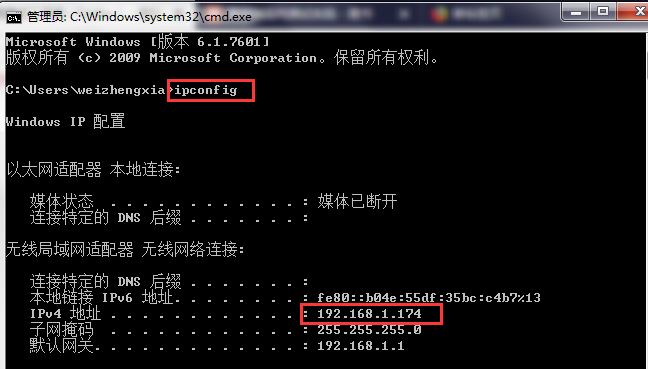 管理员: C:\Windows\system32\cmd.exe
Microsoft Windows [版本 6.1.7601]
版权所有 (c) 2009 Microsoft Corporation。保留所有权利。
C:\Users\weizhengxia>ipconfig
Windows IP 配置
以太网适配器 本地连接:
媒体状态 . . . . . . . . . . . . : 媒体已断开
连接特定的 DNS 后缀 . . . . . . . :
无线局域网适配器 无线网络连接:
连接特定的 DNS 后缀 . . . . . . . :
本地链接 IPv6 地址. . . . . . . . : fe80::b04e:55df:35bc:c4b7%13
IPv4 地址 . . . . . . . . . . . . : 192.168.1.174
子网掩码 . . . . . . . . . . . . : 255.255.255.0
默认网关. . . . . . . . . . . . . : 192.168.1.1